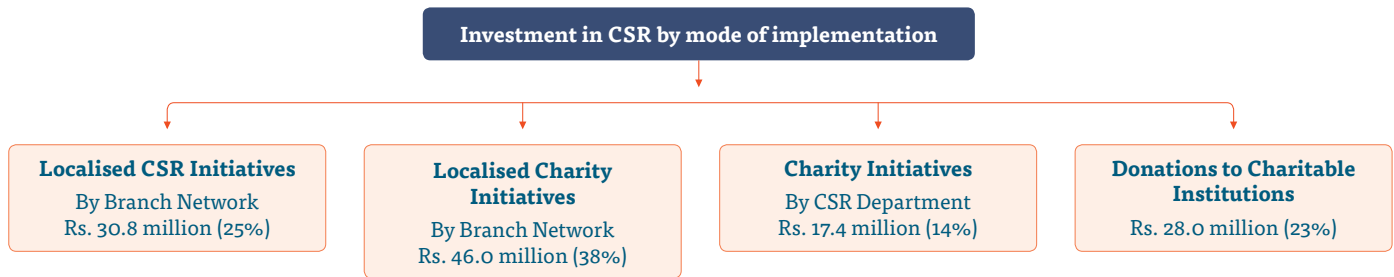 Investment in CSR by mode of implementation
Localised CSR Initiatives
By Branch Network
Rs. 30.8 million (25%)
Localised Charity
Initiatives
By Branch Network
Rs. 46.0 million (38%)
Charity Initiatives
By CSR Department
Rs. 17.4 million (14%)
Donations to Charitable
Institutions
Rs. 28.0 million (23%)